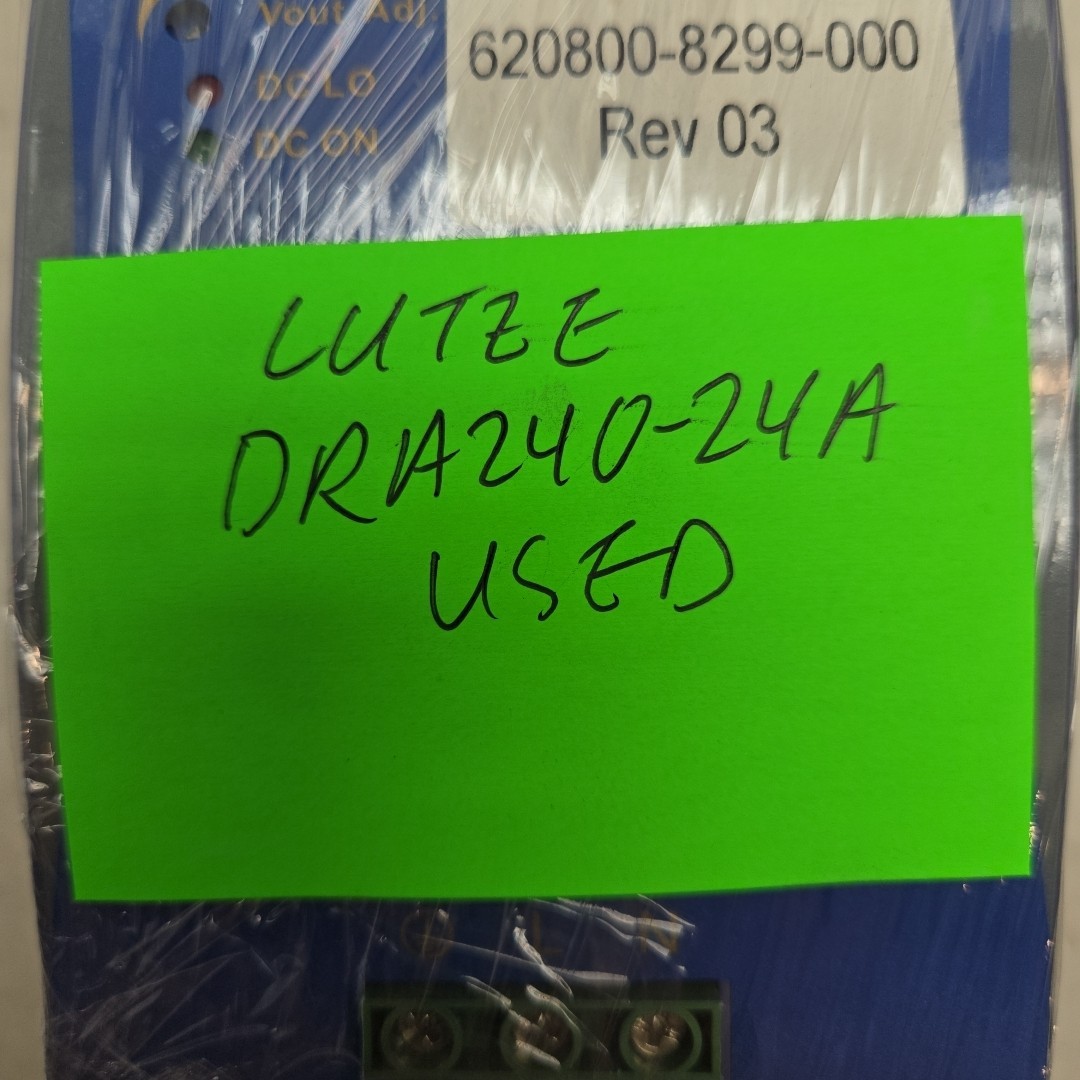 Vout Adj.
620800-8299-000
DC LO
Rev 03
DC ON
LUTZE
DRA240-24A
USED
L N